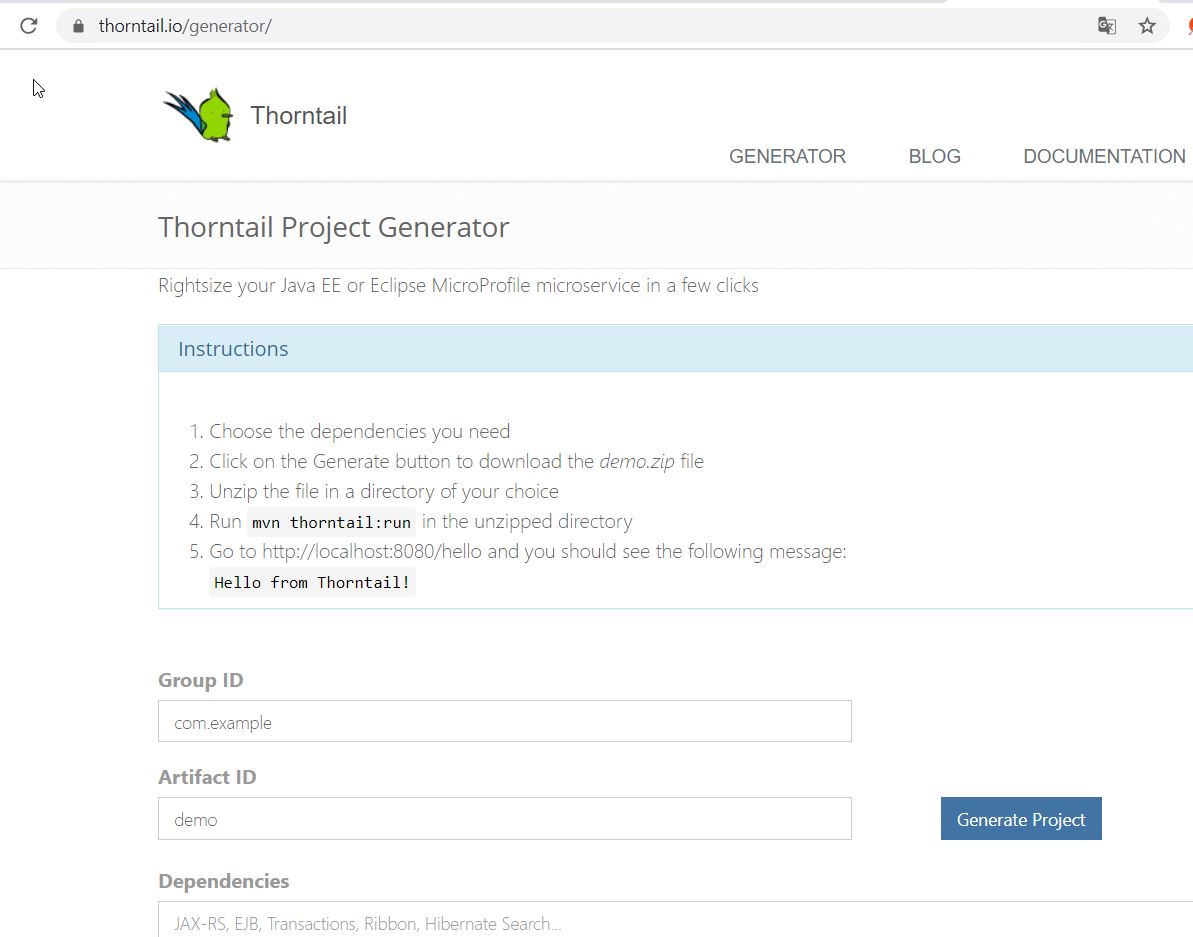 thorntail.io/generator/
Thorntail
GENERATOR BLOG DOCUMENTATION
Thorntail Project Generator
Rightsize your Java EE or Eclipse MicroProfile microservice in a few clicks
Instructions
1. Choose the dependencies you need
2. Click on the Generate button to download the demo.zip file
3. Unzip the file in a directory of your choice
4. Run mvn thorntail:run in the unzipped directory
5. Go to http://localhost:8080/hello and you should see the following message:
Hello from Thorntail!
Group ID
com.example
Artifact ID
demo
Generate Project
Dependencies
JAX-RS, EJB, Transactions, Ribbon, Hibernate Search...